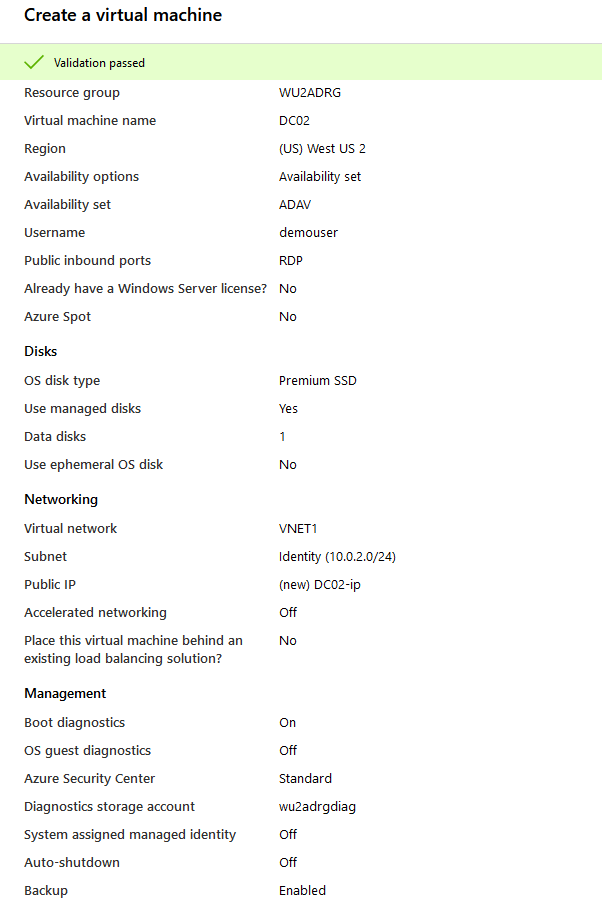 Create a virtual machine
Validation passed
Resource group WU2ADRG
Virtual machine name DC02
Region (US) West US 2
Availability options Availability set
Availability set ADAV
Username demouser
Public inbound ports RDP
Already have a Windows Server license? No
Azure Spot No
Disks
OS disk type Premium SSD
Use managed disks Yes
Data disks 1
Use ephemeral OS disk No
Networking
Virtual network VNET1
Subnet Identity (10.0.2.0/24)
Public IP (new) DC02-ip
Accelerated networking Off
Place this virtual machine behind an No
existing load balancing solution?
Management
Boot diagnostics On
OS guest diagnostics Off
Azure Security Center Standard
Diagnostics storage account wu2adrgdiag
System assigned managed identity Off
Auto-shutdown Off
Backup Enabled